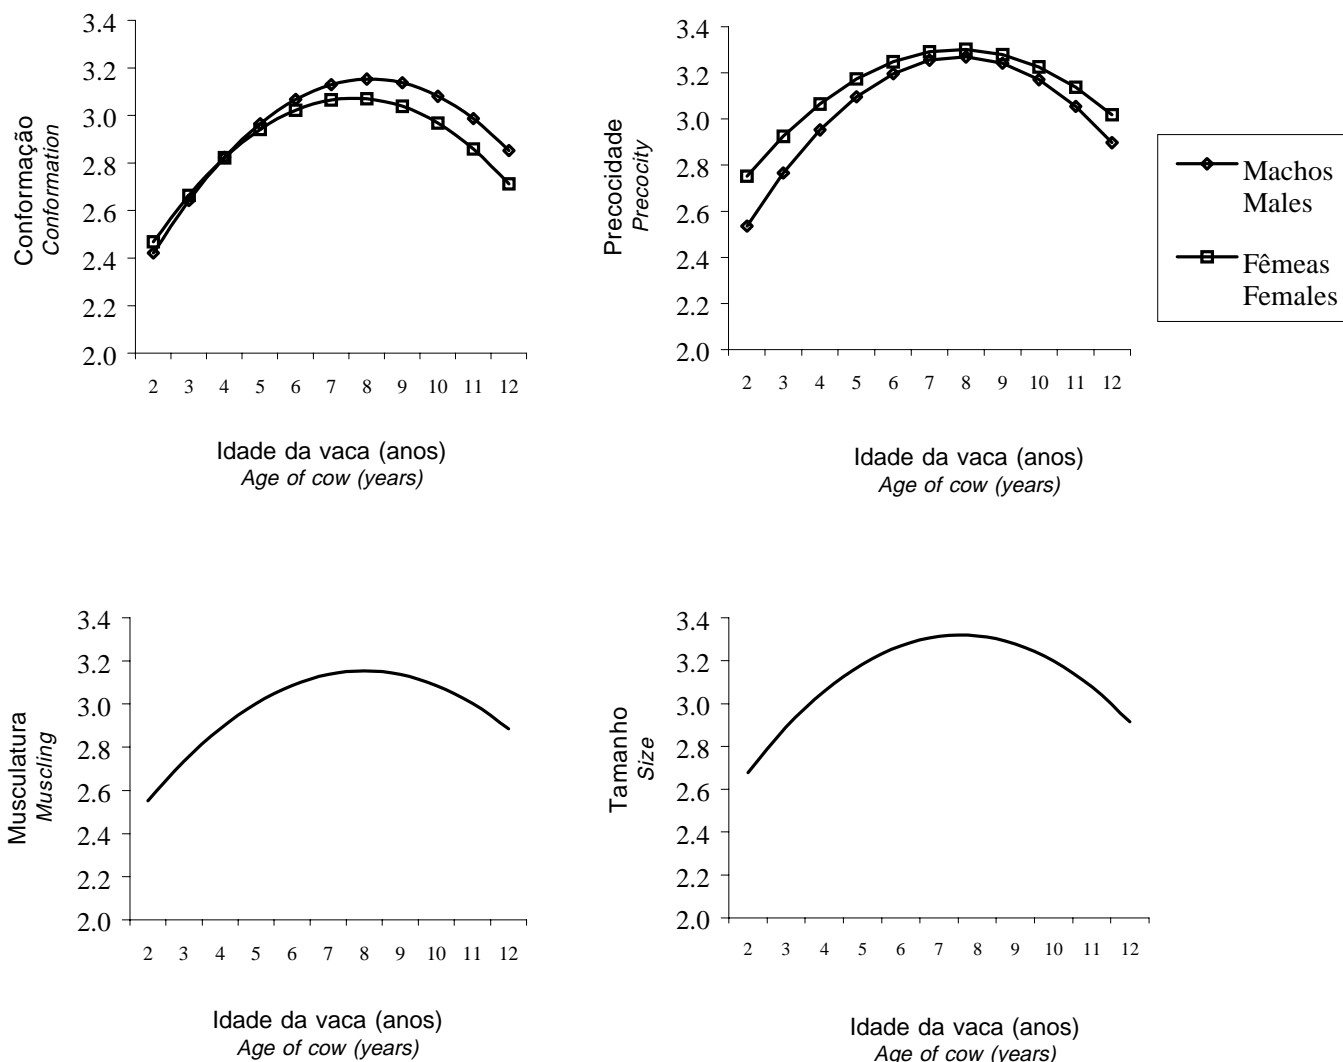 3.4
3.2
3.0
2.8
2.6
2.4
2.2
2.0
Conformação
Conformation
2 3 4 5 6 7 8 9 10 11 12
Idade da vaca (anos)
Age of cow (years)
3.4
3.2
3.0
2.8
2.6
2.4
2.2
2.0
Precocidade
Precocity
2 3 4 5 6 7 8 9 10 11 12
Idade da vaca (anos)
Age of cow (years)
Machos
Males
Fêmeas
Females
3.4
3.2
3.0
2.8
2.6
2.4
2.2
2.0
Musculatura
Muscling
2 3 4 5 6 7 8 9 10 11 12
Idade da vaca (anos)
Age of cow (years)
3.4
3.2
3.0
2.8
2.6
2.4
2.2
2.0
Tamanho
Size
2 3 4 5 6 7 8 9 10 11 12
Idade da vaca (anos)
Age of cow (years)